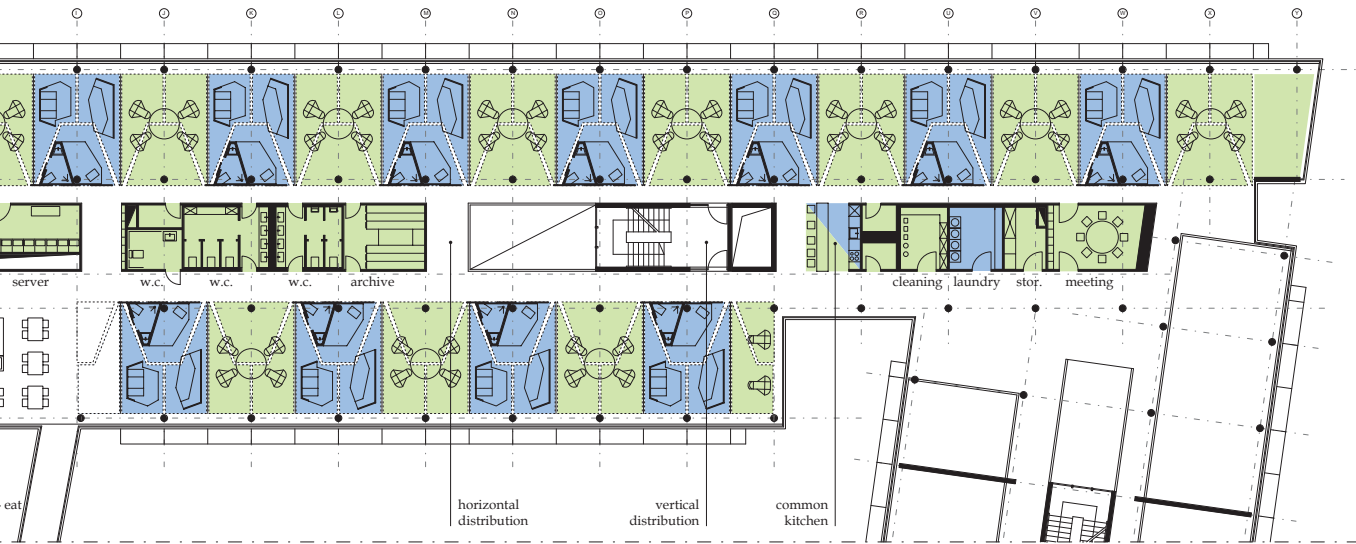 I J K L M N O P Q R U V W X Y
server w.c. w.c. w.c. archive cleaning laundry stor. meeting
eat
horizontal
distribution
vertical
distribution
common
kitchen